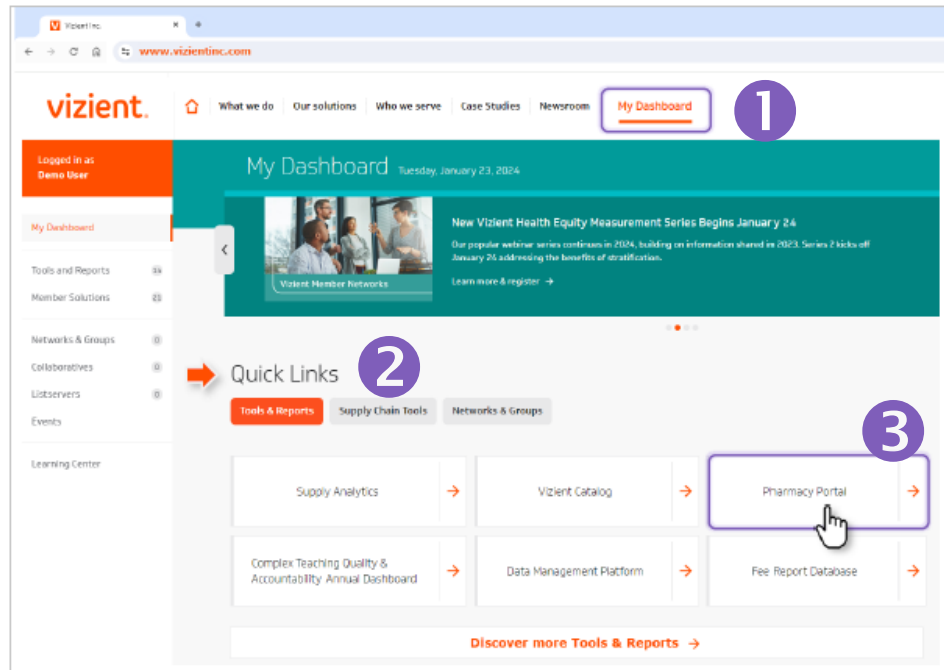 Vizient Inc.
www.vizientinc.com
vizient.
What we do
Our solutions
Who we serve
Case Studies
Newsroom
My Dashboard
1
Logged in as
Demo User
My Dashboard Tuesday, January 23, 2024
New Vizient Health Equity Measurement Series Begins January 24
Our popular webinar series continues in 2024, building on information shared in 2023. Series 2 kicks off
January 24 addressing the benefits of stratification.
Learn more & register →
Vizient Member Networks
My Dashboard
Tools and Reports
Member Solutions
Networks & Groups 0
Collaboratives 0
Listservers 0
Events
Learning Center
Quick Links
2
Tools & Reports
Supply Chain Tools
Networks & Groups
3
Supply Analytics →
Vizient Catalog →
Pharmacy Portal →
Complex Teaching Quality &
Accountability Annual Dashboard →
Data Management Platform →
Fee Report Database →
Discover more Tools & Reports →